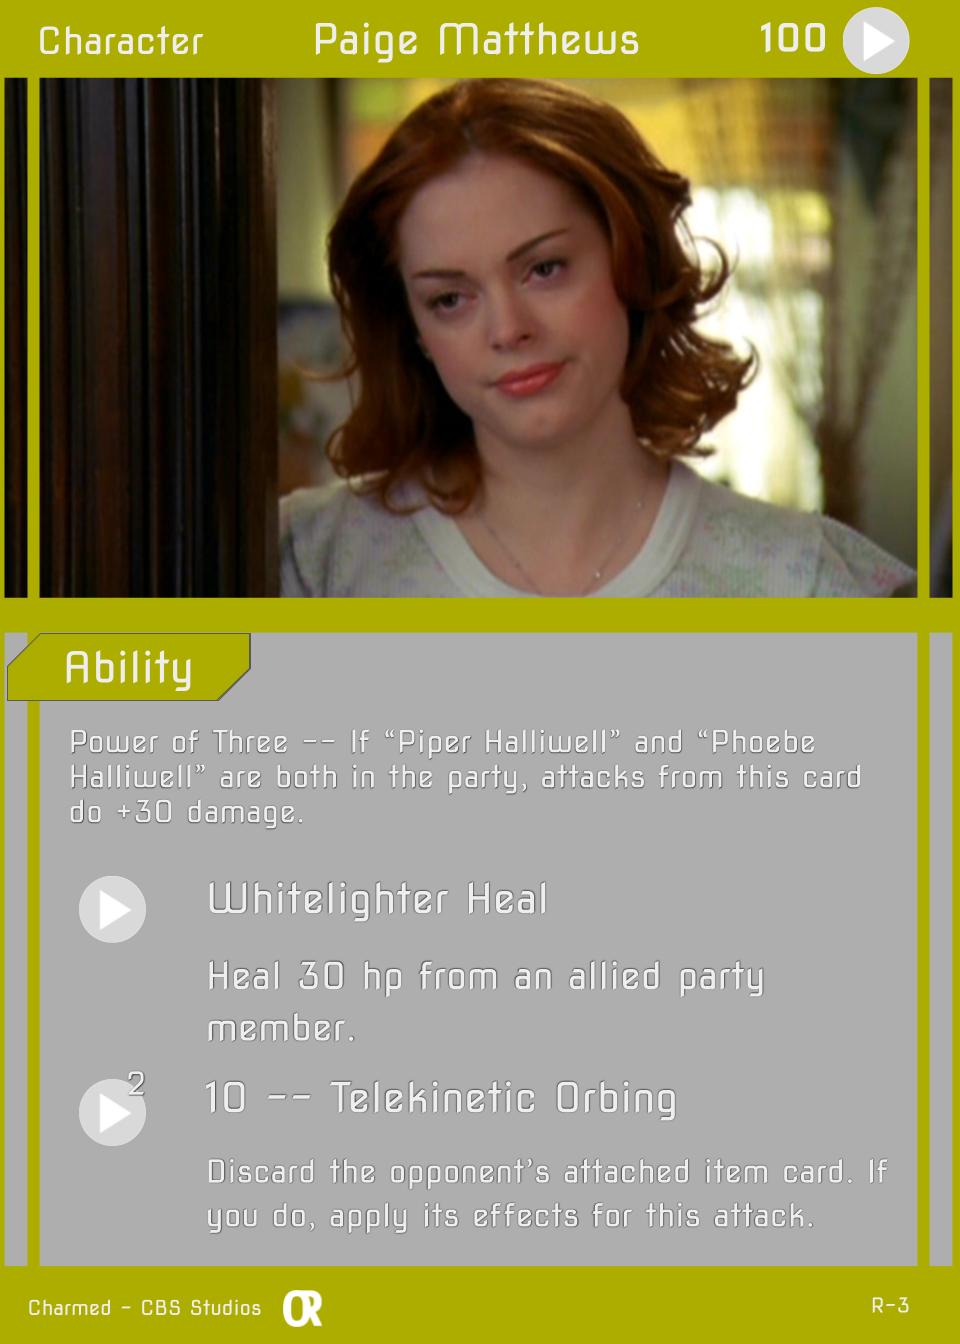 Character Paige Matthews 100
Ability
Power of Three -- If “Piper Halliwell” and “Phoebe
Halliwell” are both in the party, attacks from this card
do +30 damage.
Whitelighter Heal
Heal 30 hp from an allied party
member.
2
10 -- Telekinetic Orbing
Discard the opponent’s attached item card. If
you do, apply its effects for this attack.
Charmed - CBS Studios OR R-3